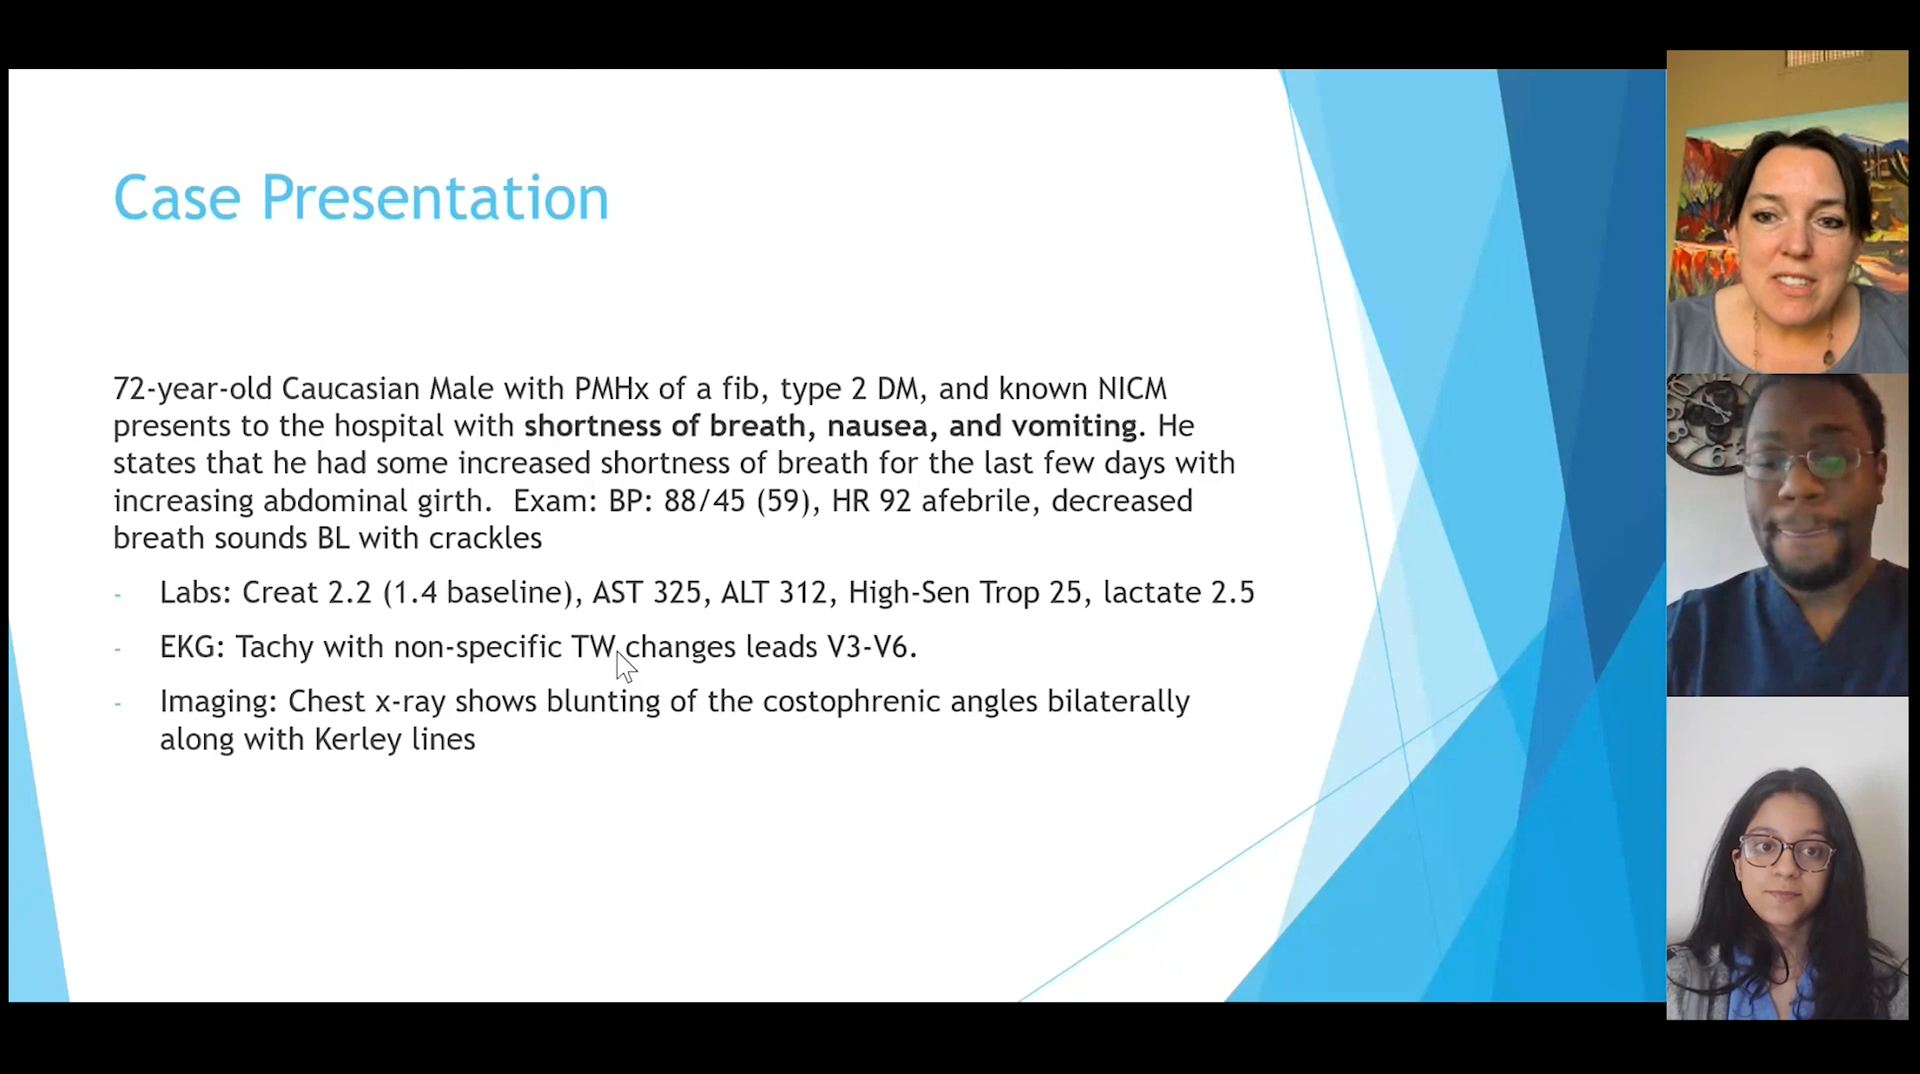 Case Presentation
72-year-old Caucasian Male with PMHx of a fib, type 2 DM, and known NICM
presents to the hospital with shortness of breath, nausea, and vomiting. He
states that he had some increased shortness of breath for the last few days with
increasing abdominal girth.  Exam: BP: 88/45 (59), HR 92 afebrile, decreased
breath sounds BL with crackles
- Labs: Creat 2.2 (1.4 baseline), AST 325, ALT 312, High-Sen Trop 25, lactate 2.5
- EKG: Tachy with non-specific TW changes leads V3-V6.
- Imaging: Chest x-ray shows blunting of the costophrenic angles bilaterally
along with Kerley lines